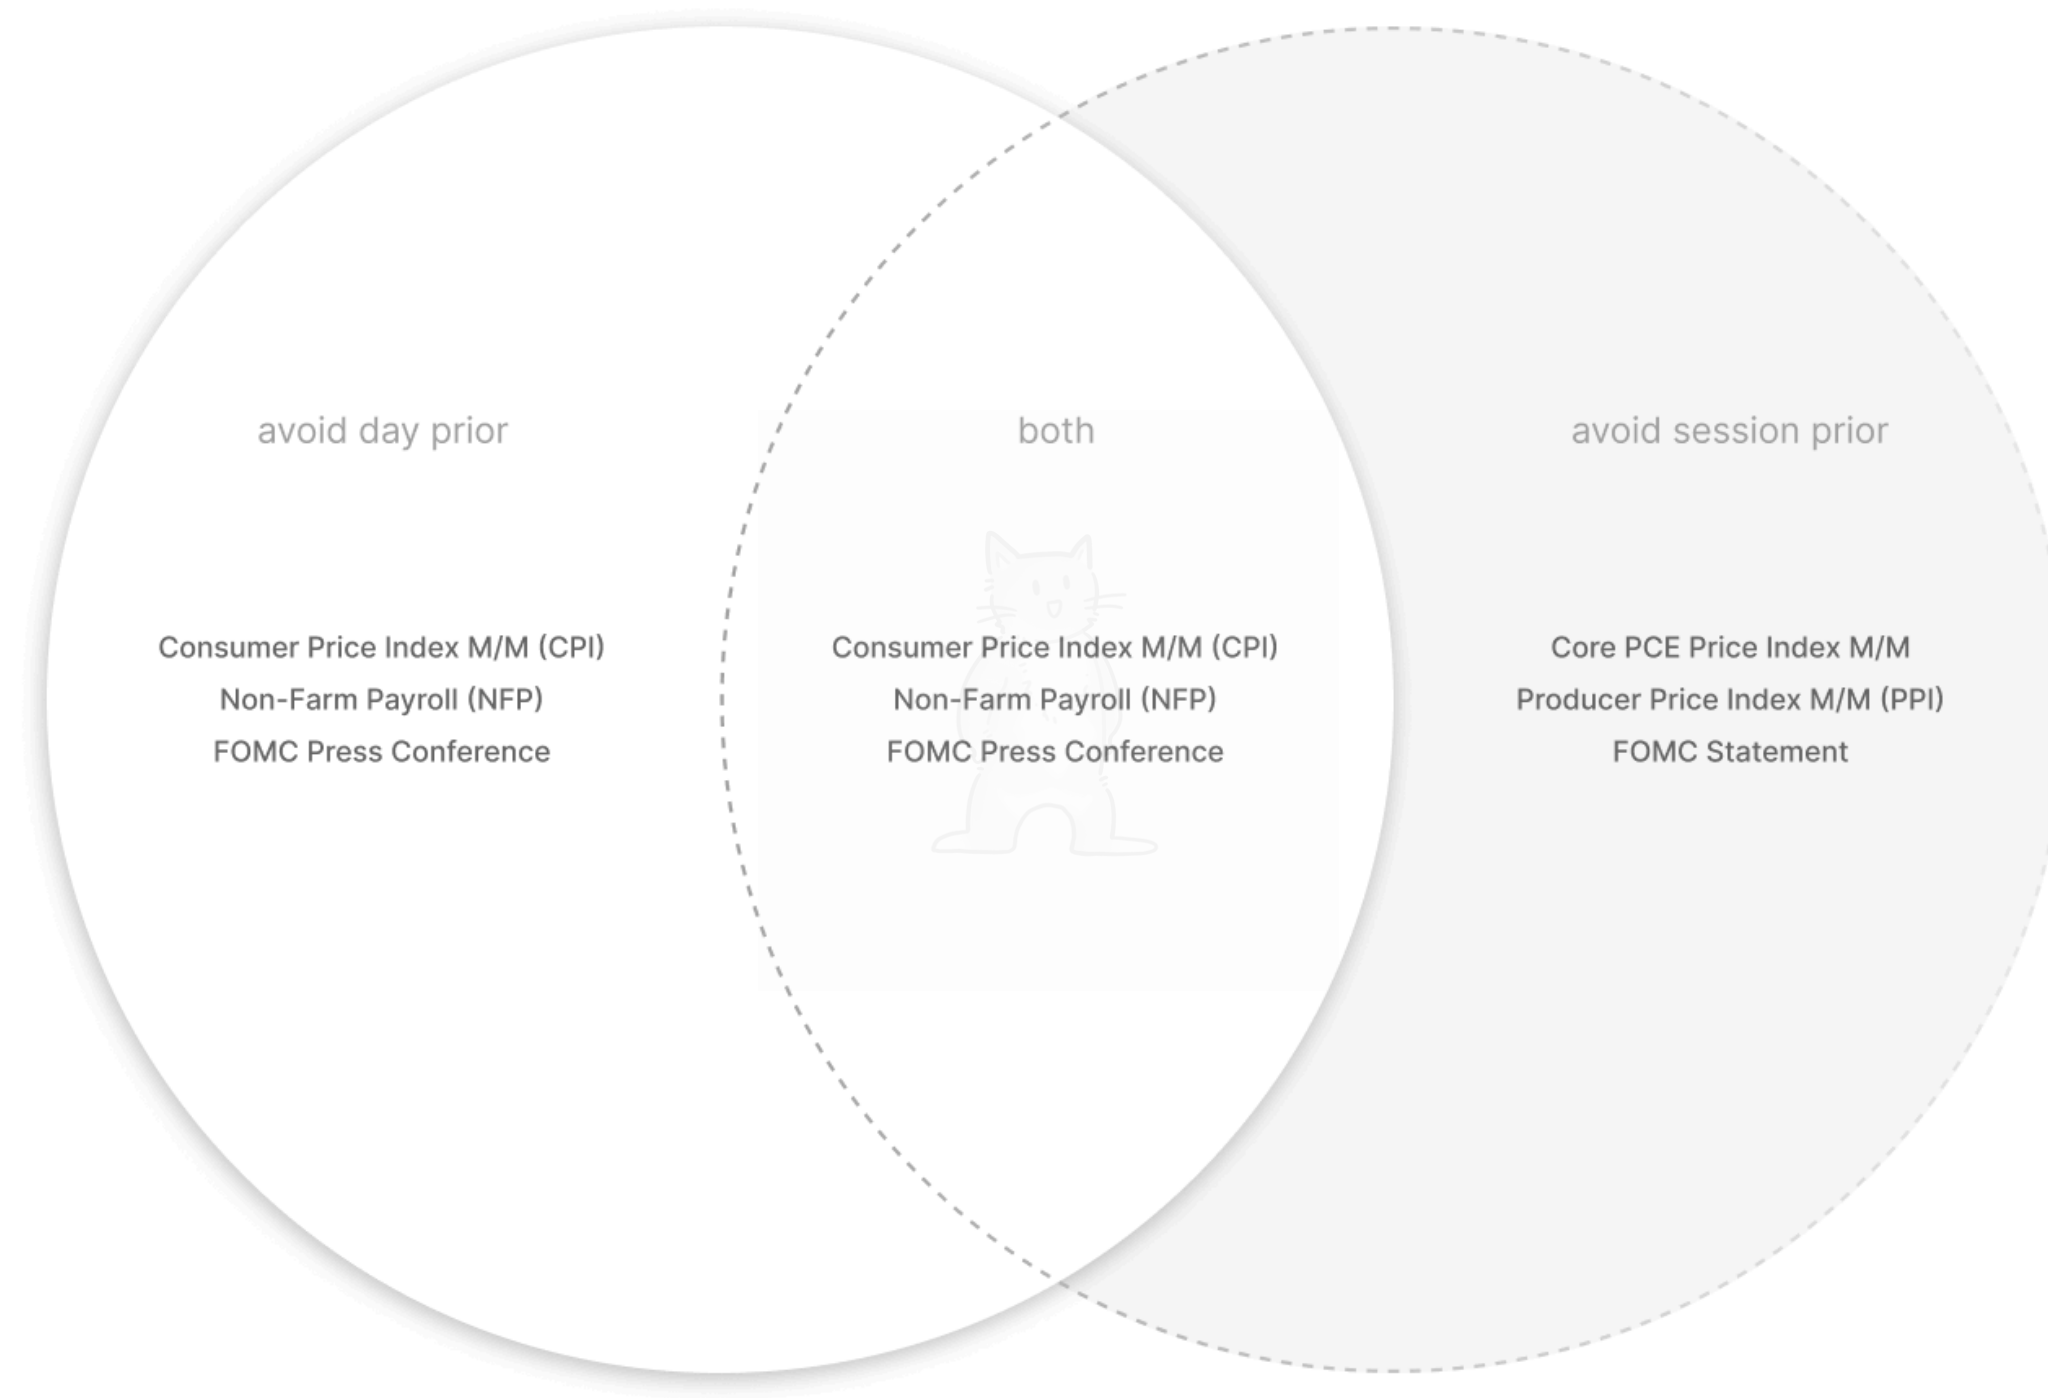 avoid day prior
both
avoid session prior
Consumer Price Index M/M (CPI)
Non-Farm Payroll (NFP)
FOMC Press Conference
Consumer Price Index M/M (CPI)
Non-Farm Payroll (NFP)
FOMC Press Conference
Core PCE Price Index M/M
Producer Price Index M/M (PPI)
FOMC Statement